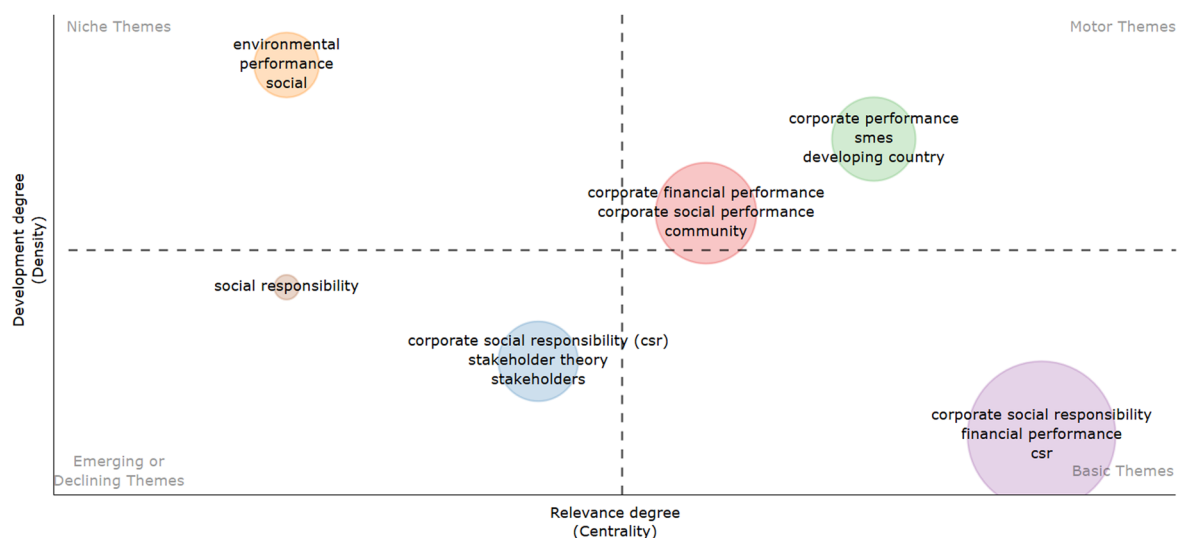 Niche Themes
Motor Themes
environmental
performance
social
corporate performance
smes
developing country
corporate financial performance
corporate social performance
community
Development degree
(Density)
social responsibility
corporate social responsibility (csr)
stakeholder theory
stakeholders
corporate social responsibility
financial performance
csr
Emerging or
Declining Themes
Basic Themes
Relevance degree
(Centrality)